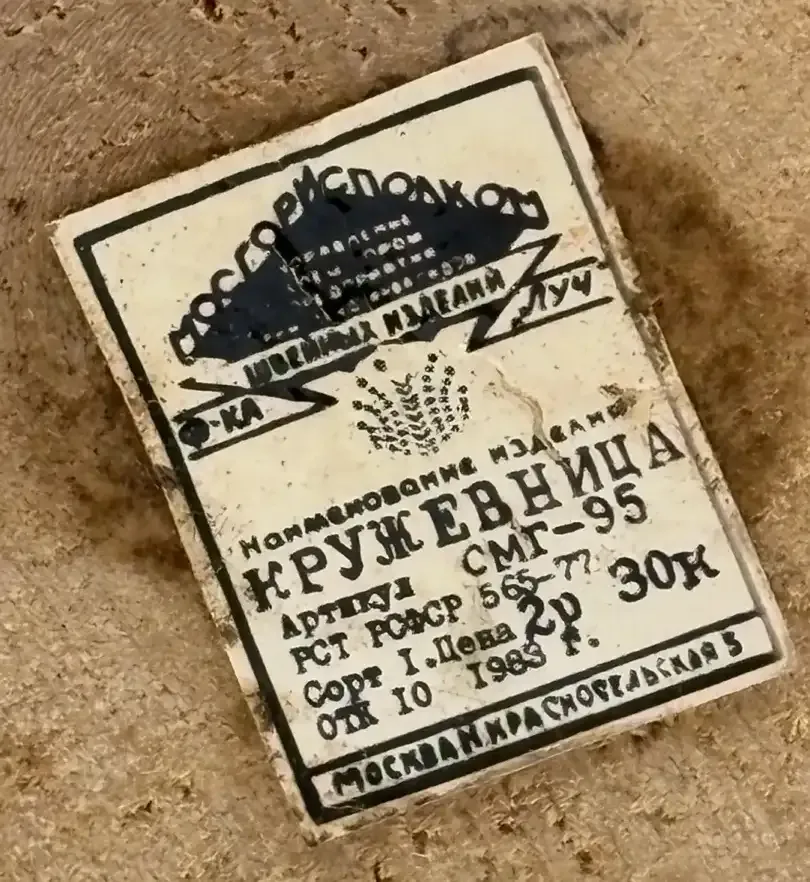 МОСГОРИСПОЛКОМ
ШВЕЙНЫХ ИЗДЕЛИЙ
Ф-КА
ЛУЧ
Наименование изделия
КРУЖЕВНИЦА
Артикул СМГ-95
РСТ РСФСР 565-77
Сорт I. Цена 2р 30к
ОТК 10 1983 г.
МОСКВА Н. КРАСНОСЕЛЬСКАЯ 5